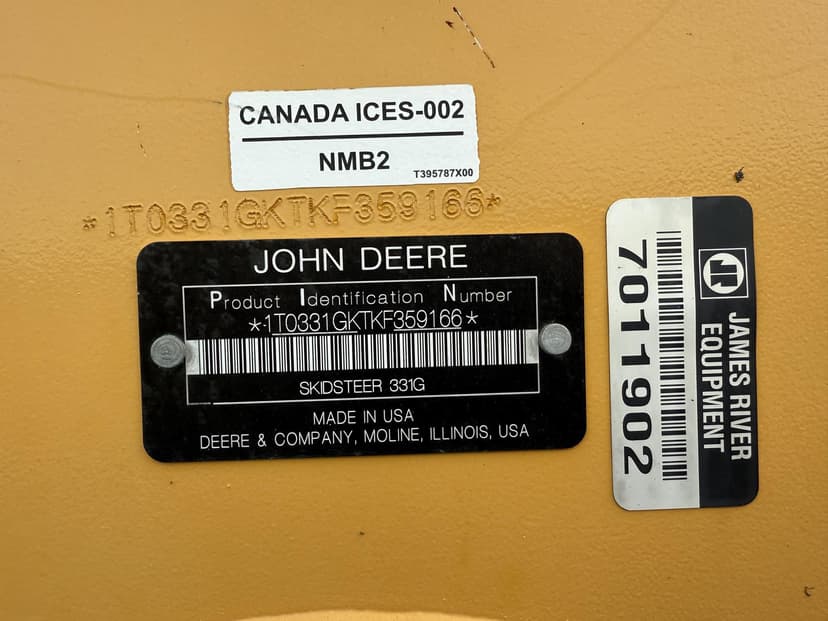 CANADA ICES-002
NMB2
T395787X00
*1T0331GKTKF359166*
JOHN DEERE
Product Identification Number
*1T0331GKTKF359166*
SKIDSTEER 331G
MADE IN USA
DEERE & COMPANY, MOLINE, ILLINOIS, USA
JR
JAMES RIVER
EQUIPMENT
7011902